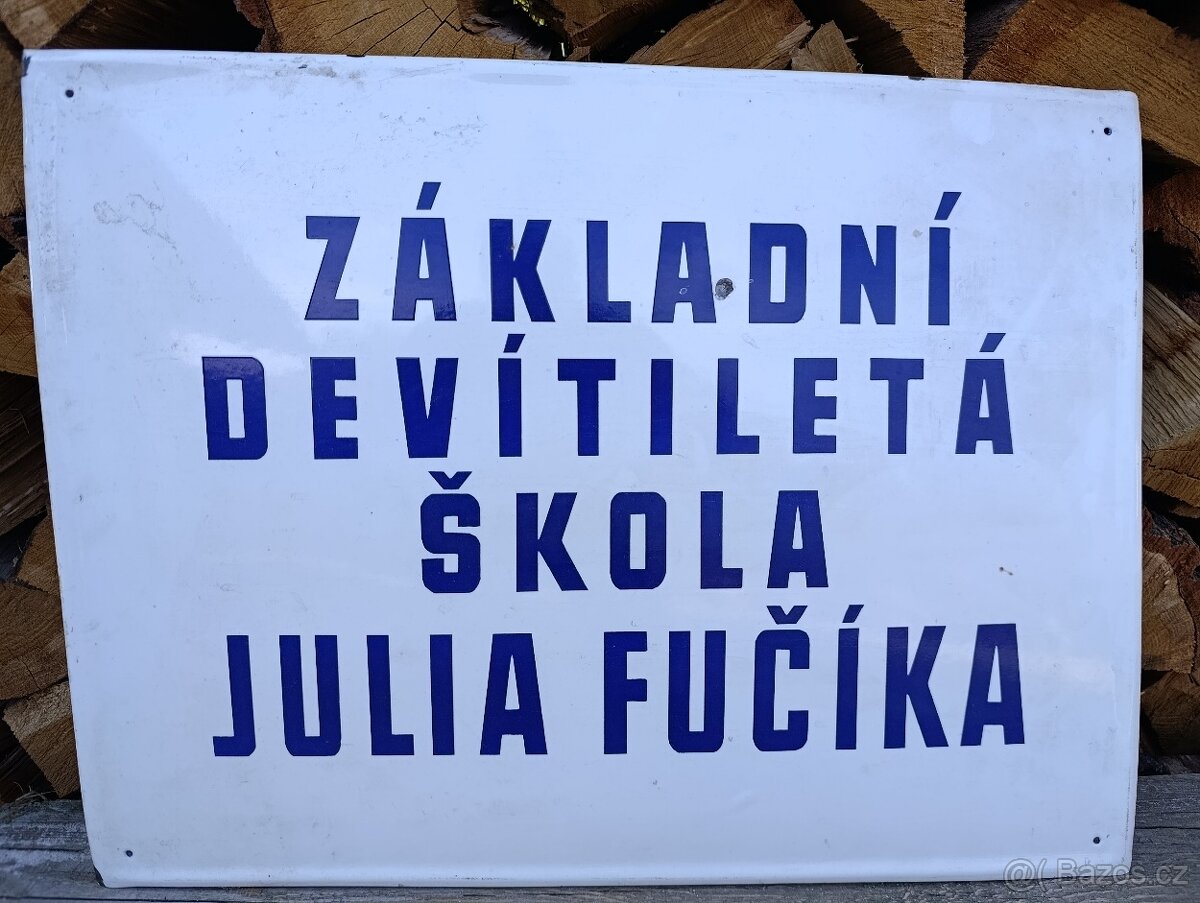 ZÁKLADNÍ
DEVÍTILETÁ
ŠKOLA
JULIA FUČÍKA
@( Bazos.cz